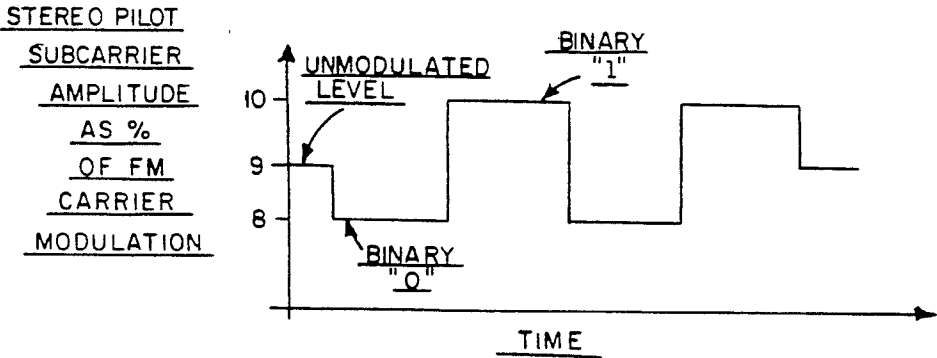 STEREO PILOT
SUBCARRIER
AMPLITUDE
AS %
OF FM
CARRIER
MODULATION
UNMODULATED
LEVEL
BINARY
"1"
10
9
8
BINARY
"0"
TIME